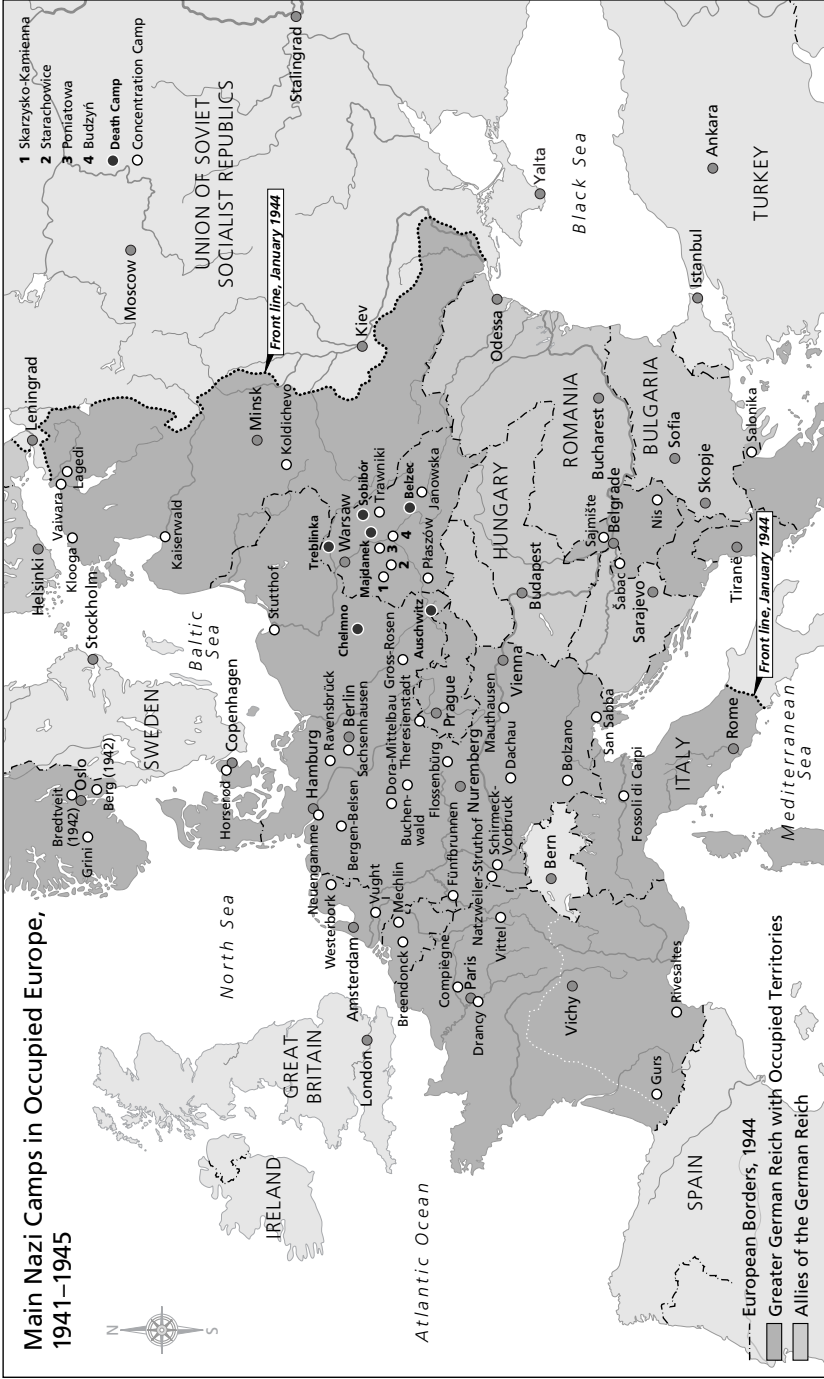 Main Nazi Camps in Occupied Europe,
1941–1945
N
S
1 Skarzysko-Kamienna
2 Starachowice
3 Poniatowa
4 Budzyń
Death Camp
Concentration Camp
IRELAND
GREAT
BRITAIN
London
North Sea
Atlantic Ocean
Bredtveit
(1942)
Oslo
Grini
Berg (1942)
SWEDEN
Stockholm
Helsinki
Leningrad
Vaivara
Lagedi
Klooga
Kaiserwald
Baltic
Sea
Copenhagen
Horserod
Moscow
UNION OF SOVIET
SOCIALIST REPUBLICS
Stalingrad
Front line, January 1944
Minsk
Koldichevo
Kiev
Stutthof
Neuengamme
Hamburg
Ravensbrück
Berlin
Sachsenhausen
Bergen-Belsen
Westerbork
Amsterdam
Vught
Mechlin
Breendonck
Dora-Mittelbau
Buchen-
wald
Gross-Rosen
Theresienstadt
Chelmno
Treblinka
Warsaw
Sobibór
Majdanek
Trawniki
1
2
3
4
Belzec
Janowska
Płaszów
Auschwitz
Prague
Flossenbürg
Nuremberg
Fünfbrunnen
Compiègne
Paris
Drancy
Natzweiler-Struthof
Schirmeck-
Vorbrück
Vittel
Dachau
Mauthausen
Vienna
Budapest
HUNGARY
ROMANIA
Bucharest
Odessa
Yalta
Black Sea
Bern
Bolzano
Vichy
San Sabba
Fossoli di Carpi
ITALY
Rome
Front line, January 1944
Sajmište
Belgrade
Šabac
Sarajevo
Nis
BULGARIA
Sofia
Skopje
Tiranë
Salonika
Istanbul
Ankara
TURKEY
Gurs
Rivesaltes
SPAIN
Mediterranean
Sea
European Borders, 1944
Greater German Reich with Occupied Territories
Allies of the German Reich